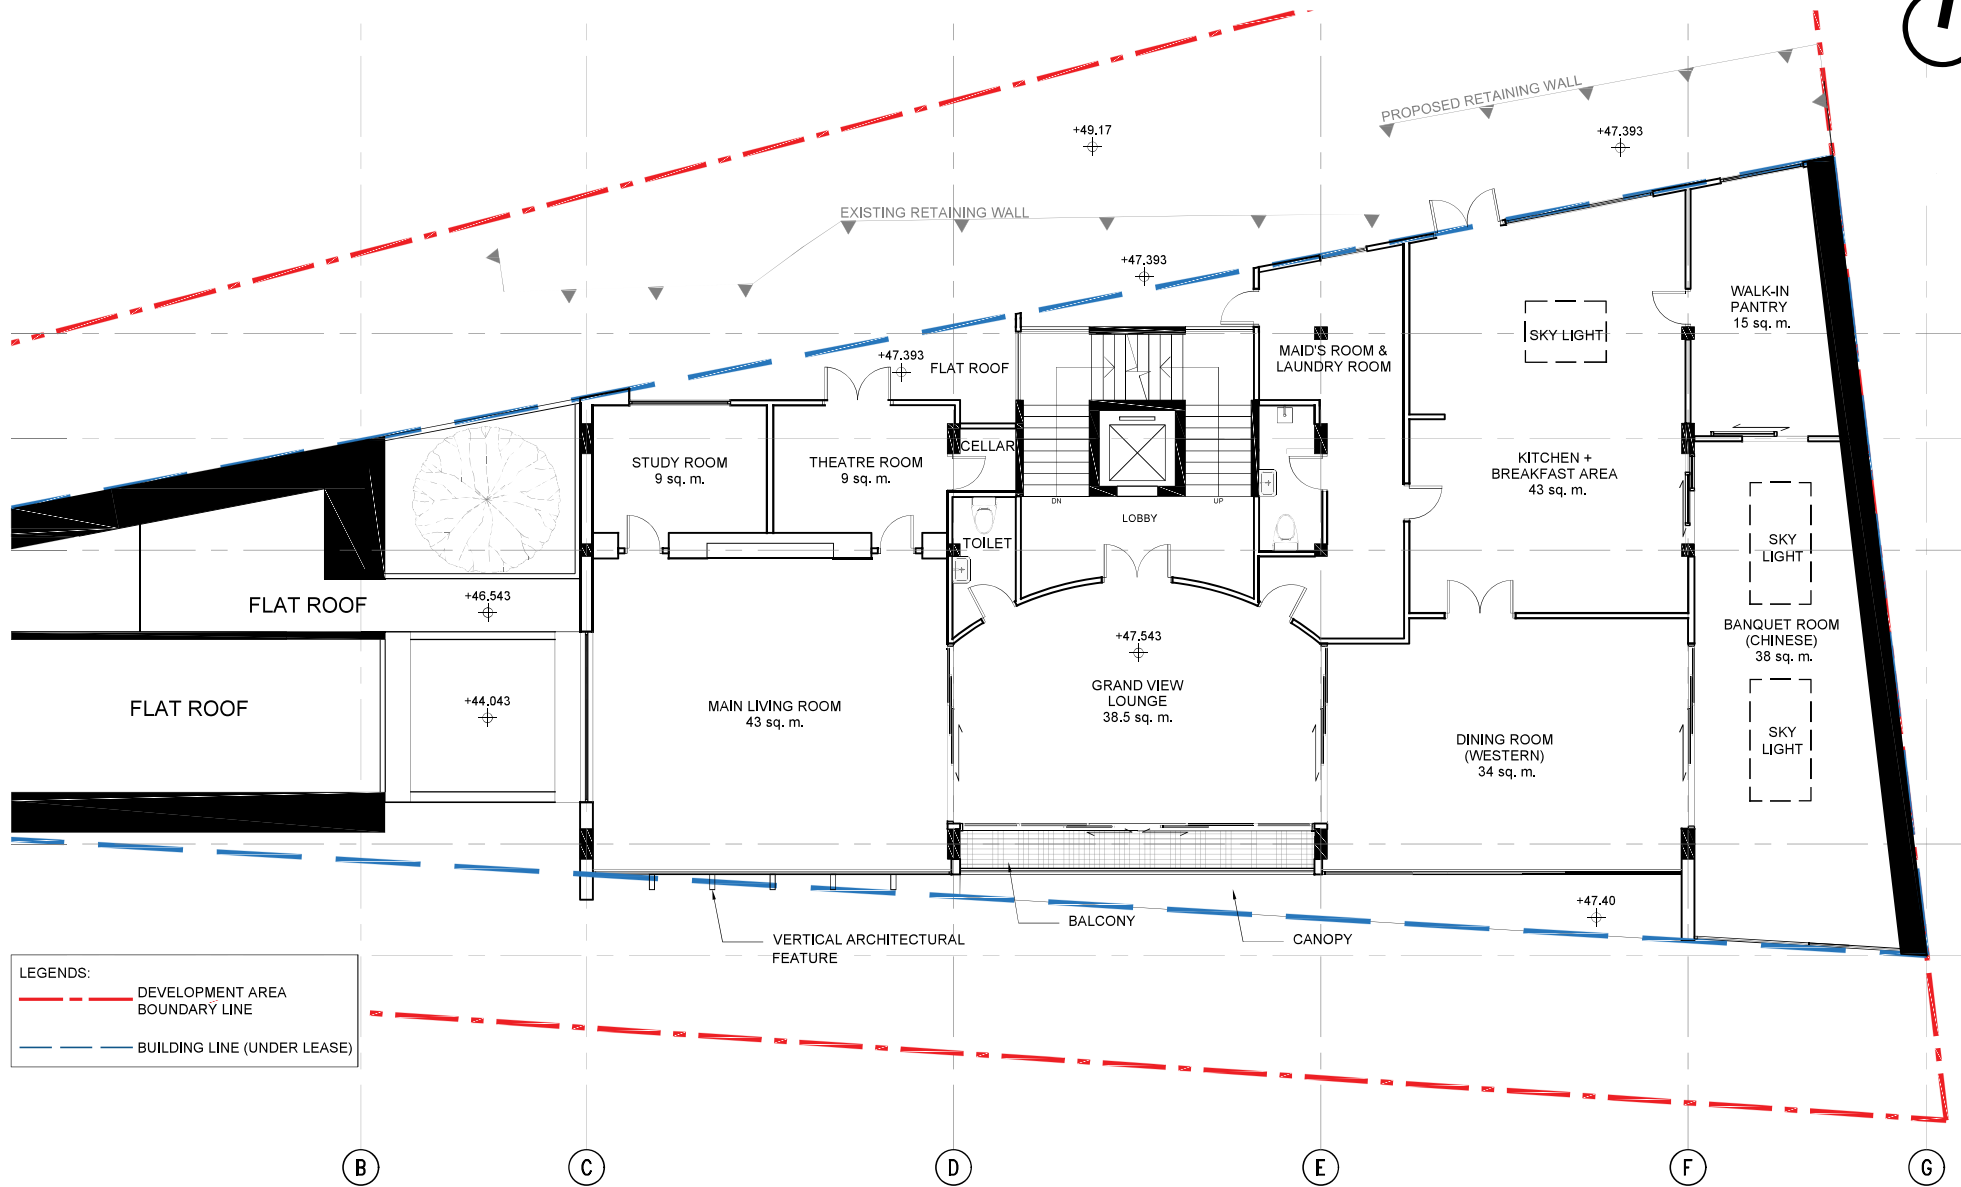 PROPOSED RETAINING WALL
+49.17
+47.393
EXISTING RETAINING WALL
+47.393
WALK-IN
PANTRY
15 sq. m.
SKY LIGHT
+47.393
FLAT ROOF
MAID'S ROOM &
LAUNDRY ROOM
CELLAR
STUDY ROOM
9 sq. m.
THEATRE ROOM
9 sq. m.
KITCHEN +
BREAKFAST AREA
43 sq. m.
DN
UP
LOBBY
TOILET
SKY
LIGHT
FLAT ROOF
+46.543
+47.543
BANQUET ROOM
(CHINESE)
38 sq. m.
FLAT ROOF
+44.043
MAIN LIVING ROOM
43 sq. m.
GRAND VIEW
LOUNGE
38.5 sq. m.
DINING ROOM
(WESTERN)
34 sq. m.
SKY
LIGHT
+47.40
BALCONY
CANOPY
VERTICAL ARCHITECTURAL
FEATURE
LEGENDS:
DEVELOPMENT AREA
BOUNDARY LINE
BUILDING LINE (UNDER LEASE)
B
C
D
E
F
G